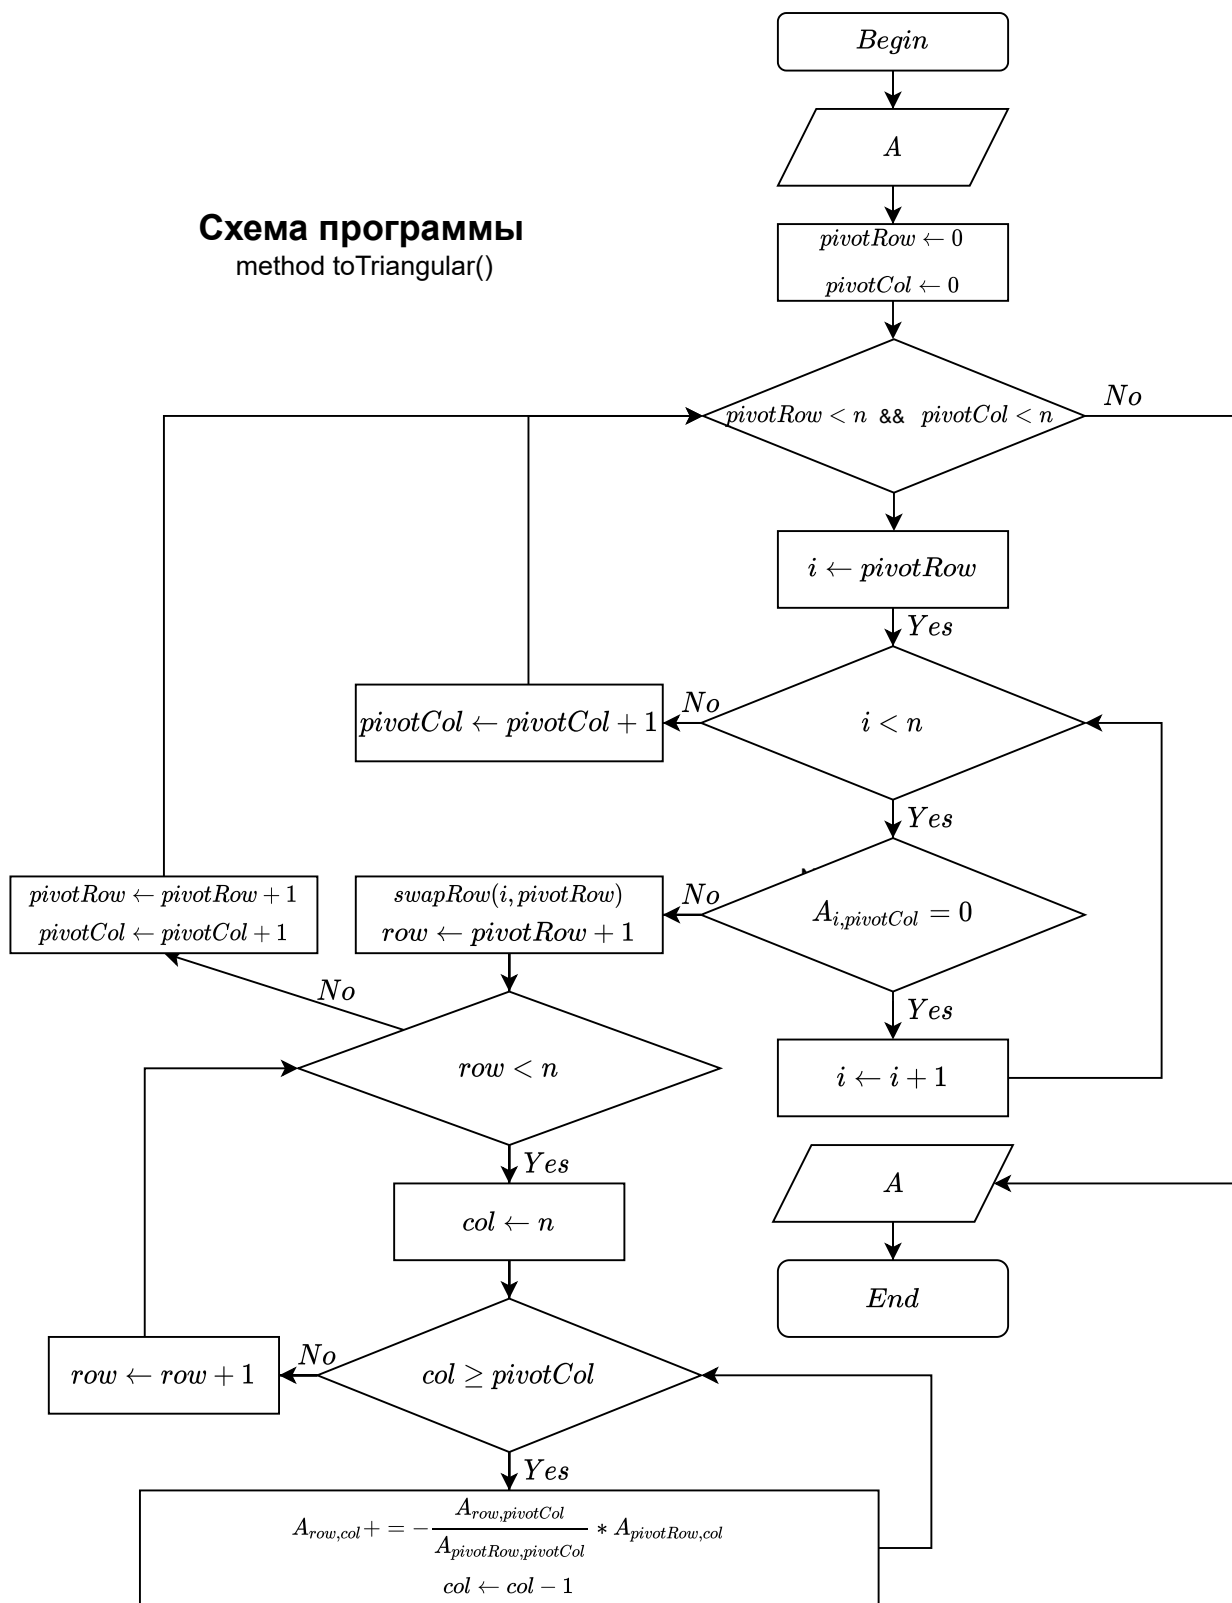 Begin
A
Схема программы
method toTriangular()
pivotRow ← 0
pivotCol ← 0
pivotRow < n && pivotCol < n
No
i ← pivotRow
Yes
pivotCol ← pivotCol + 1
No
i < n
Yes
pivotRow ← pivotRow + 1
pivotCol ← pivotCol + 1
swapRow(i, pivotRow)
row ← pivotRow + 1
No
A_{i,pivotCol} = 0
No
Yes
row < n
i ← i + 1
Yes
A
col ← n
End
row ← row + 1
No
col ≥ pivotCol
Yes
A_{row,col} + = -\frac{A_{row,pivotCol}}{A_{pivotRow,pivotCol}} * A_{pivotRow,col}
col ← col − 1